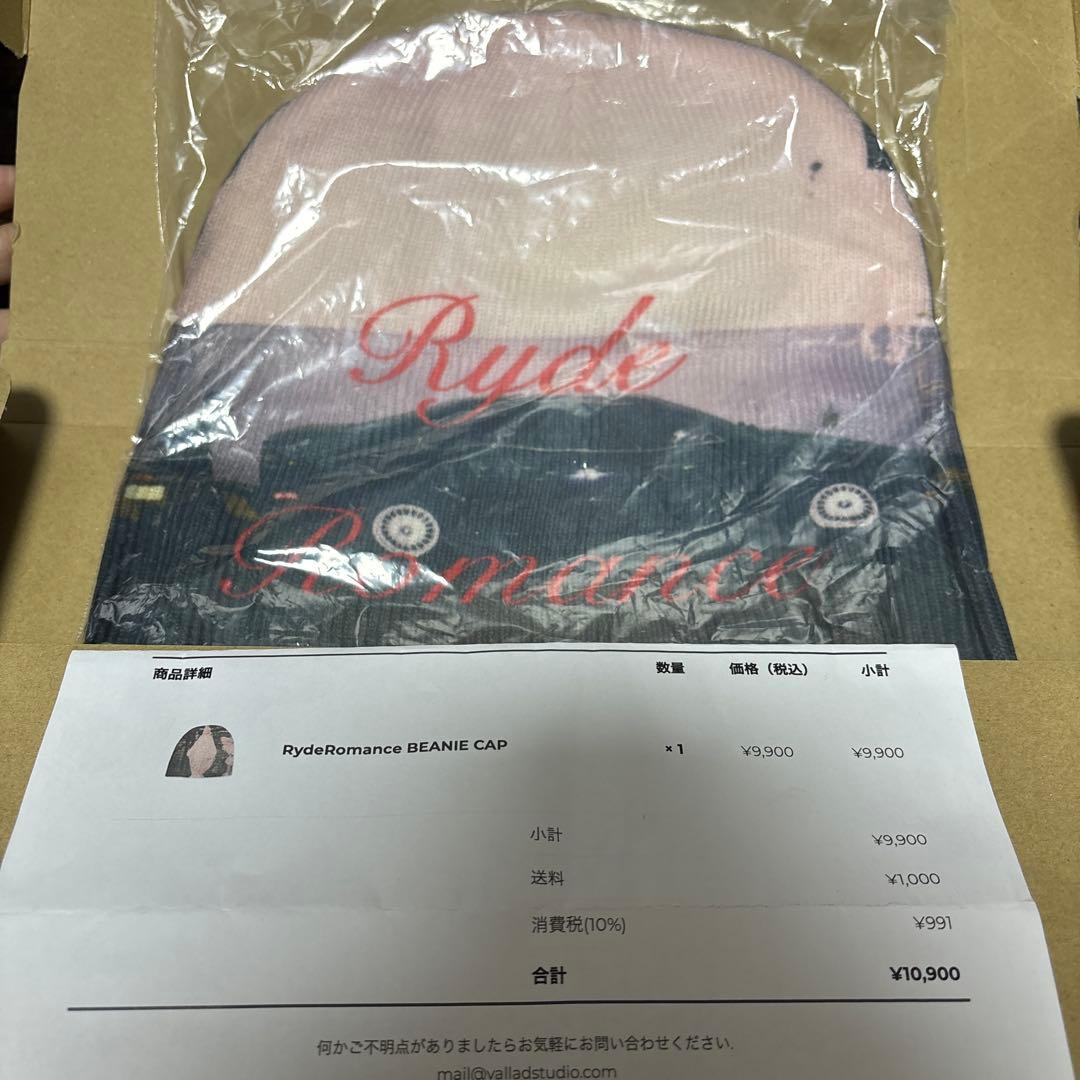 Ryde
Romance
商品詳細 数量 価格（税込） 小計
RydeRomance BEANIE CAP × 1 ¥9,900 ¥9,900
小計 ¥9,900
送料 ¥1,000
消費税(10%) ¥991
合計 ¥10,900
何かご不明点がありましたらお気軽にお問い合わせください.
mail@valladstudio.com